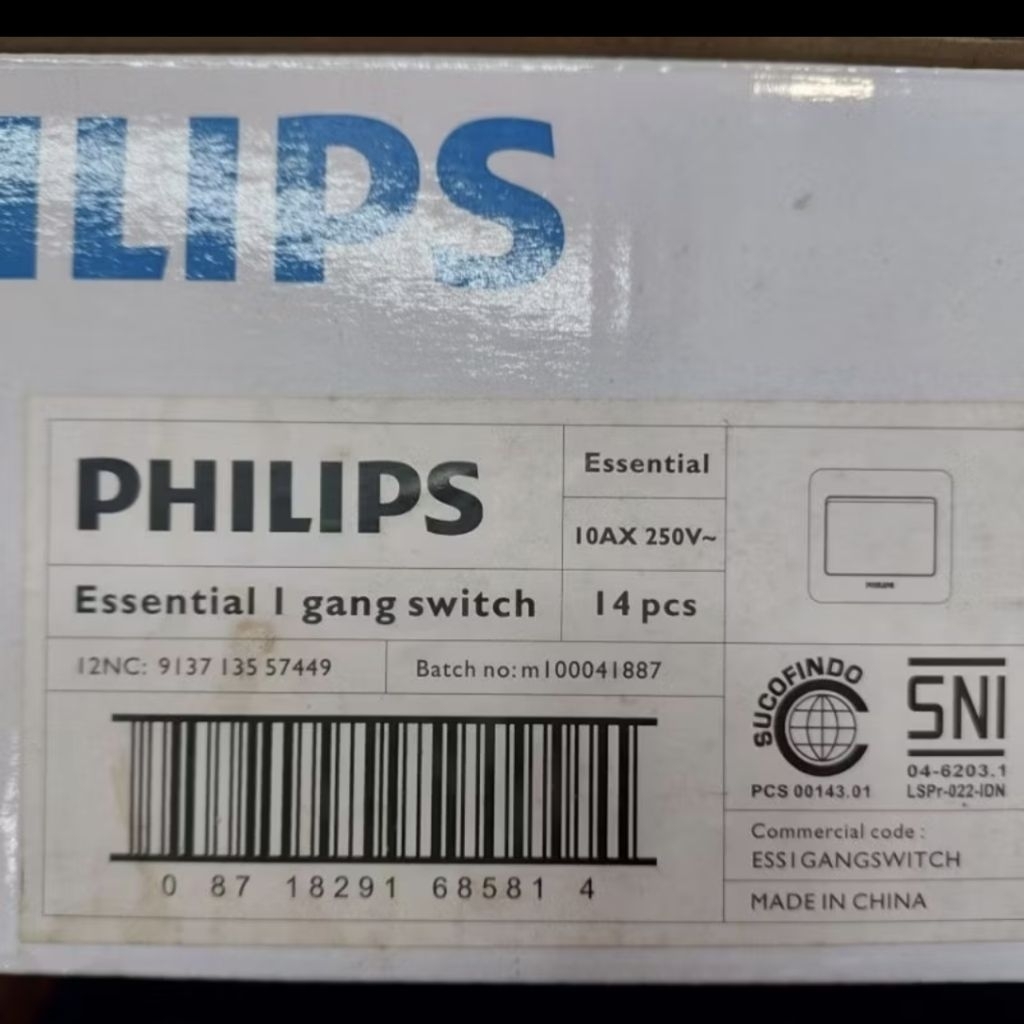 ILIPS
PHILIPS
Essential
10AX 250V~
Essential 1 gang switch
14 pcs
PHILIPS
12NC: 9137 135 57449
Batch no: m100041887
0 87 18291 68581 4
SUCOFINDO
PCS 00143.01
SNI
04-6203.1
LSPr-022-IDN
Commercial code :
ESS1GANGSWITCH
MADE IN CHINA